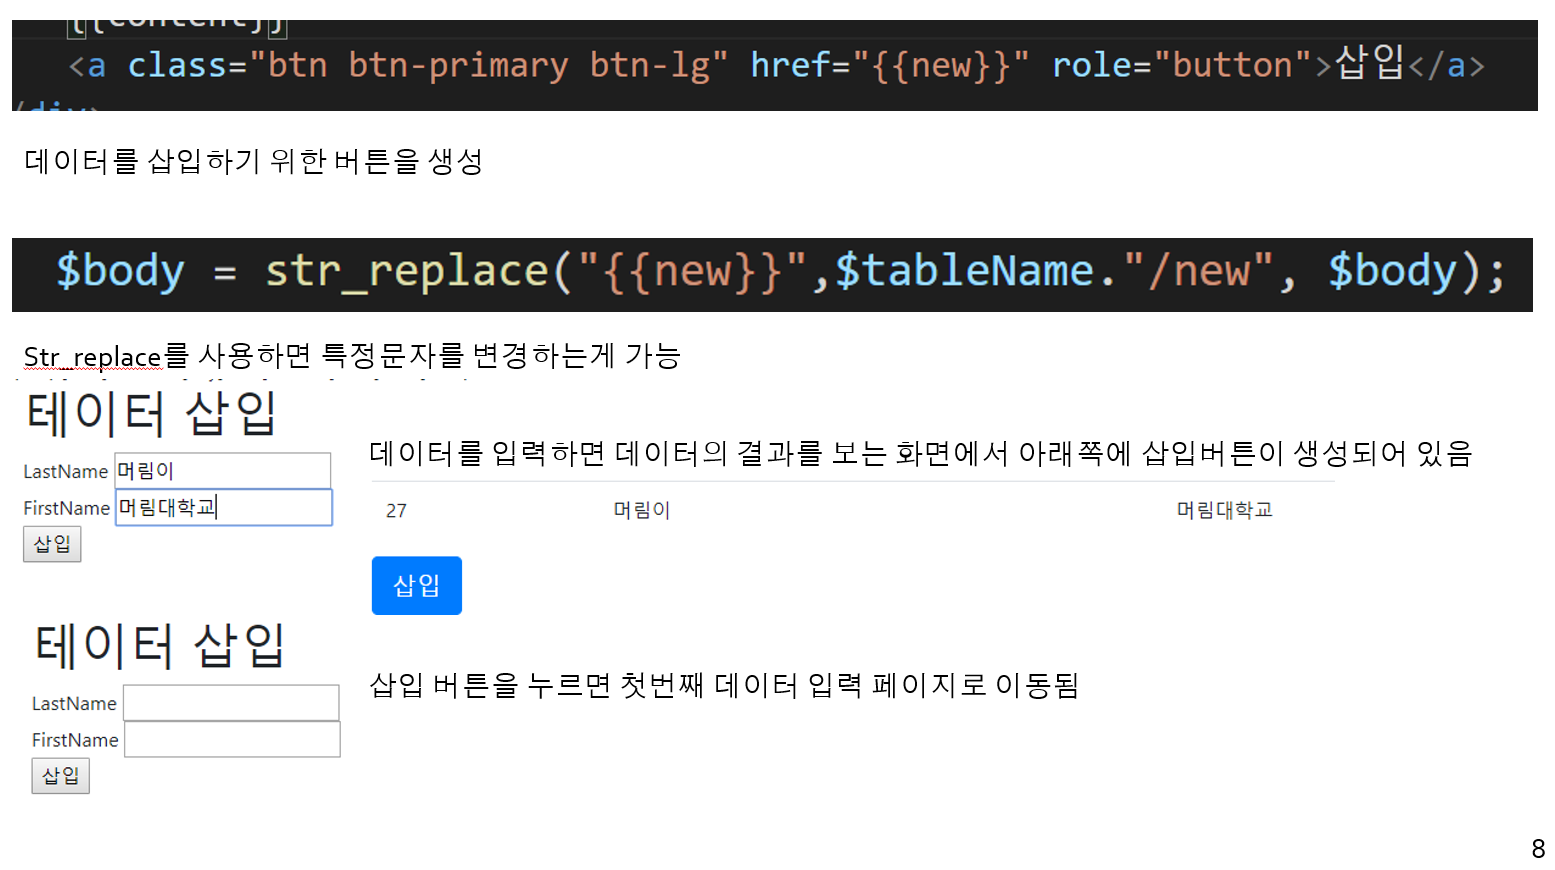 {{content}}
<a class="btn btn-primary btn-lg" href="{{new}}" role="button">삽입</a>
/div>
데이터를 삽입하기 위한 버튼을 생성
$body = str_replace("{{new}}",$tableName."/new", $body);
Str_replace를 사용하면 특정문자를 변경하는게 가능
테이터 삽입
LastName 머림이
FirstName 머림대학교
삽입
데이터를 입력하면 데이터의 결과를 보는 화면에서 아래쪽에 삽입버튼이 생성되어 있음
27 머림이 머림대학교
삽입
테이터 삽입
LastName
FirstName
삽입
삽입 버튼을 누르면 첫번째 데이터 입력 페이지로 이동됨
8